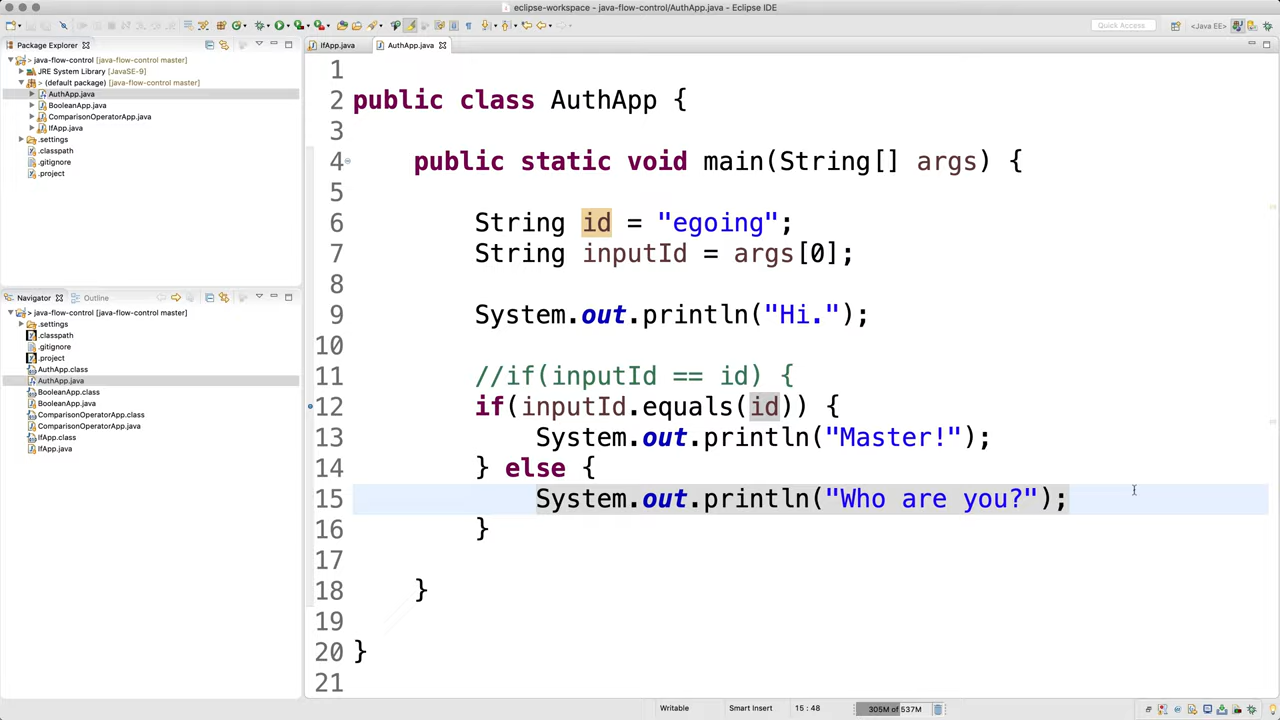 eclipse-workspace - java-flow-control/AuthApp.java - Eclipse IDE
Quick Access
<Java EE>
Package Explorer
> java-flow-control [java-flow-control master]
JRE System Library [JavaSE-9]
> (default package) [java-flow-control master]
AuthApp.java
BooleanApp.java
ComparisonOperatorApp.java
IfApp.java
.settings
.classpath
.gitignore
.project
Navigator
Outline
> java-flow-control [java-flow-control master]
.settings
.classpath
.gitignore
.project
AuthApp.class
AuthApp.java
BooleanApp.class
BooleanApp.java
ComparisonOperatorApp.class
ComparisonOperatorApp.java
IfApp.class
IfApp.java
IfApp.java
AuthApp.java
1
2 public class AuthApp {
3
4 public static void main(String[] args) {
5
6 String id = "egoing";
7 String inputId = args[0];
8
9 System.out.println("Hi.");
10
11 //if(inputId == id) {
12 if(inputId.equals(id)) {
13 System.out.println("Master!");
14 } else {
15 System.out.println("Who are you?");
16 }
17
18 }
19
20 }
21
Writable
Smart Insert
15 : 48
305M of 537M